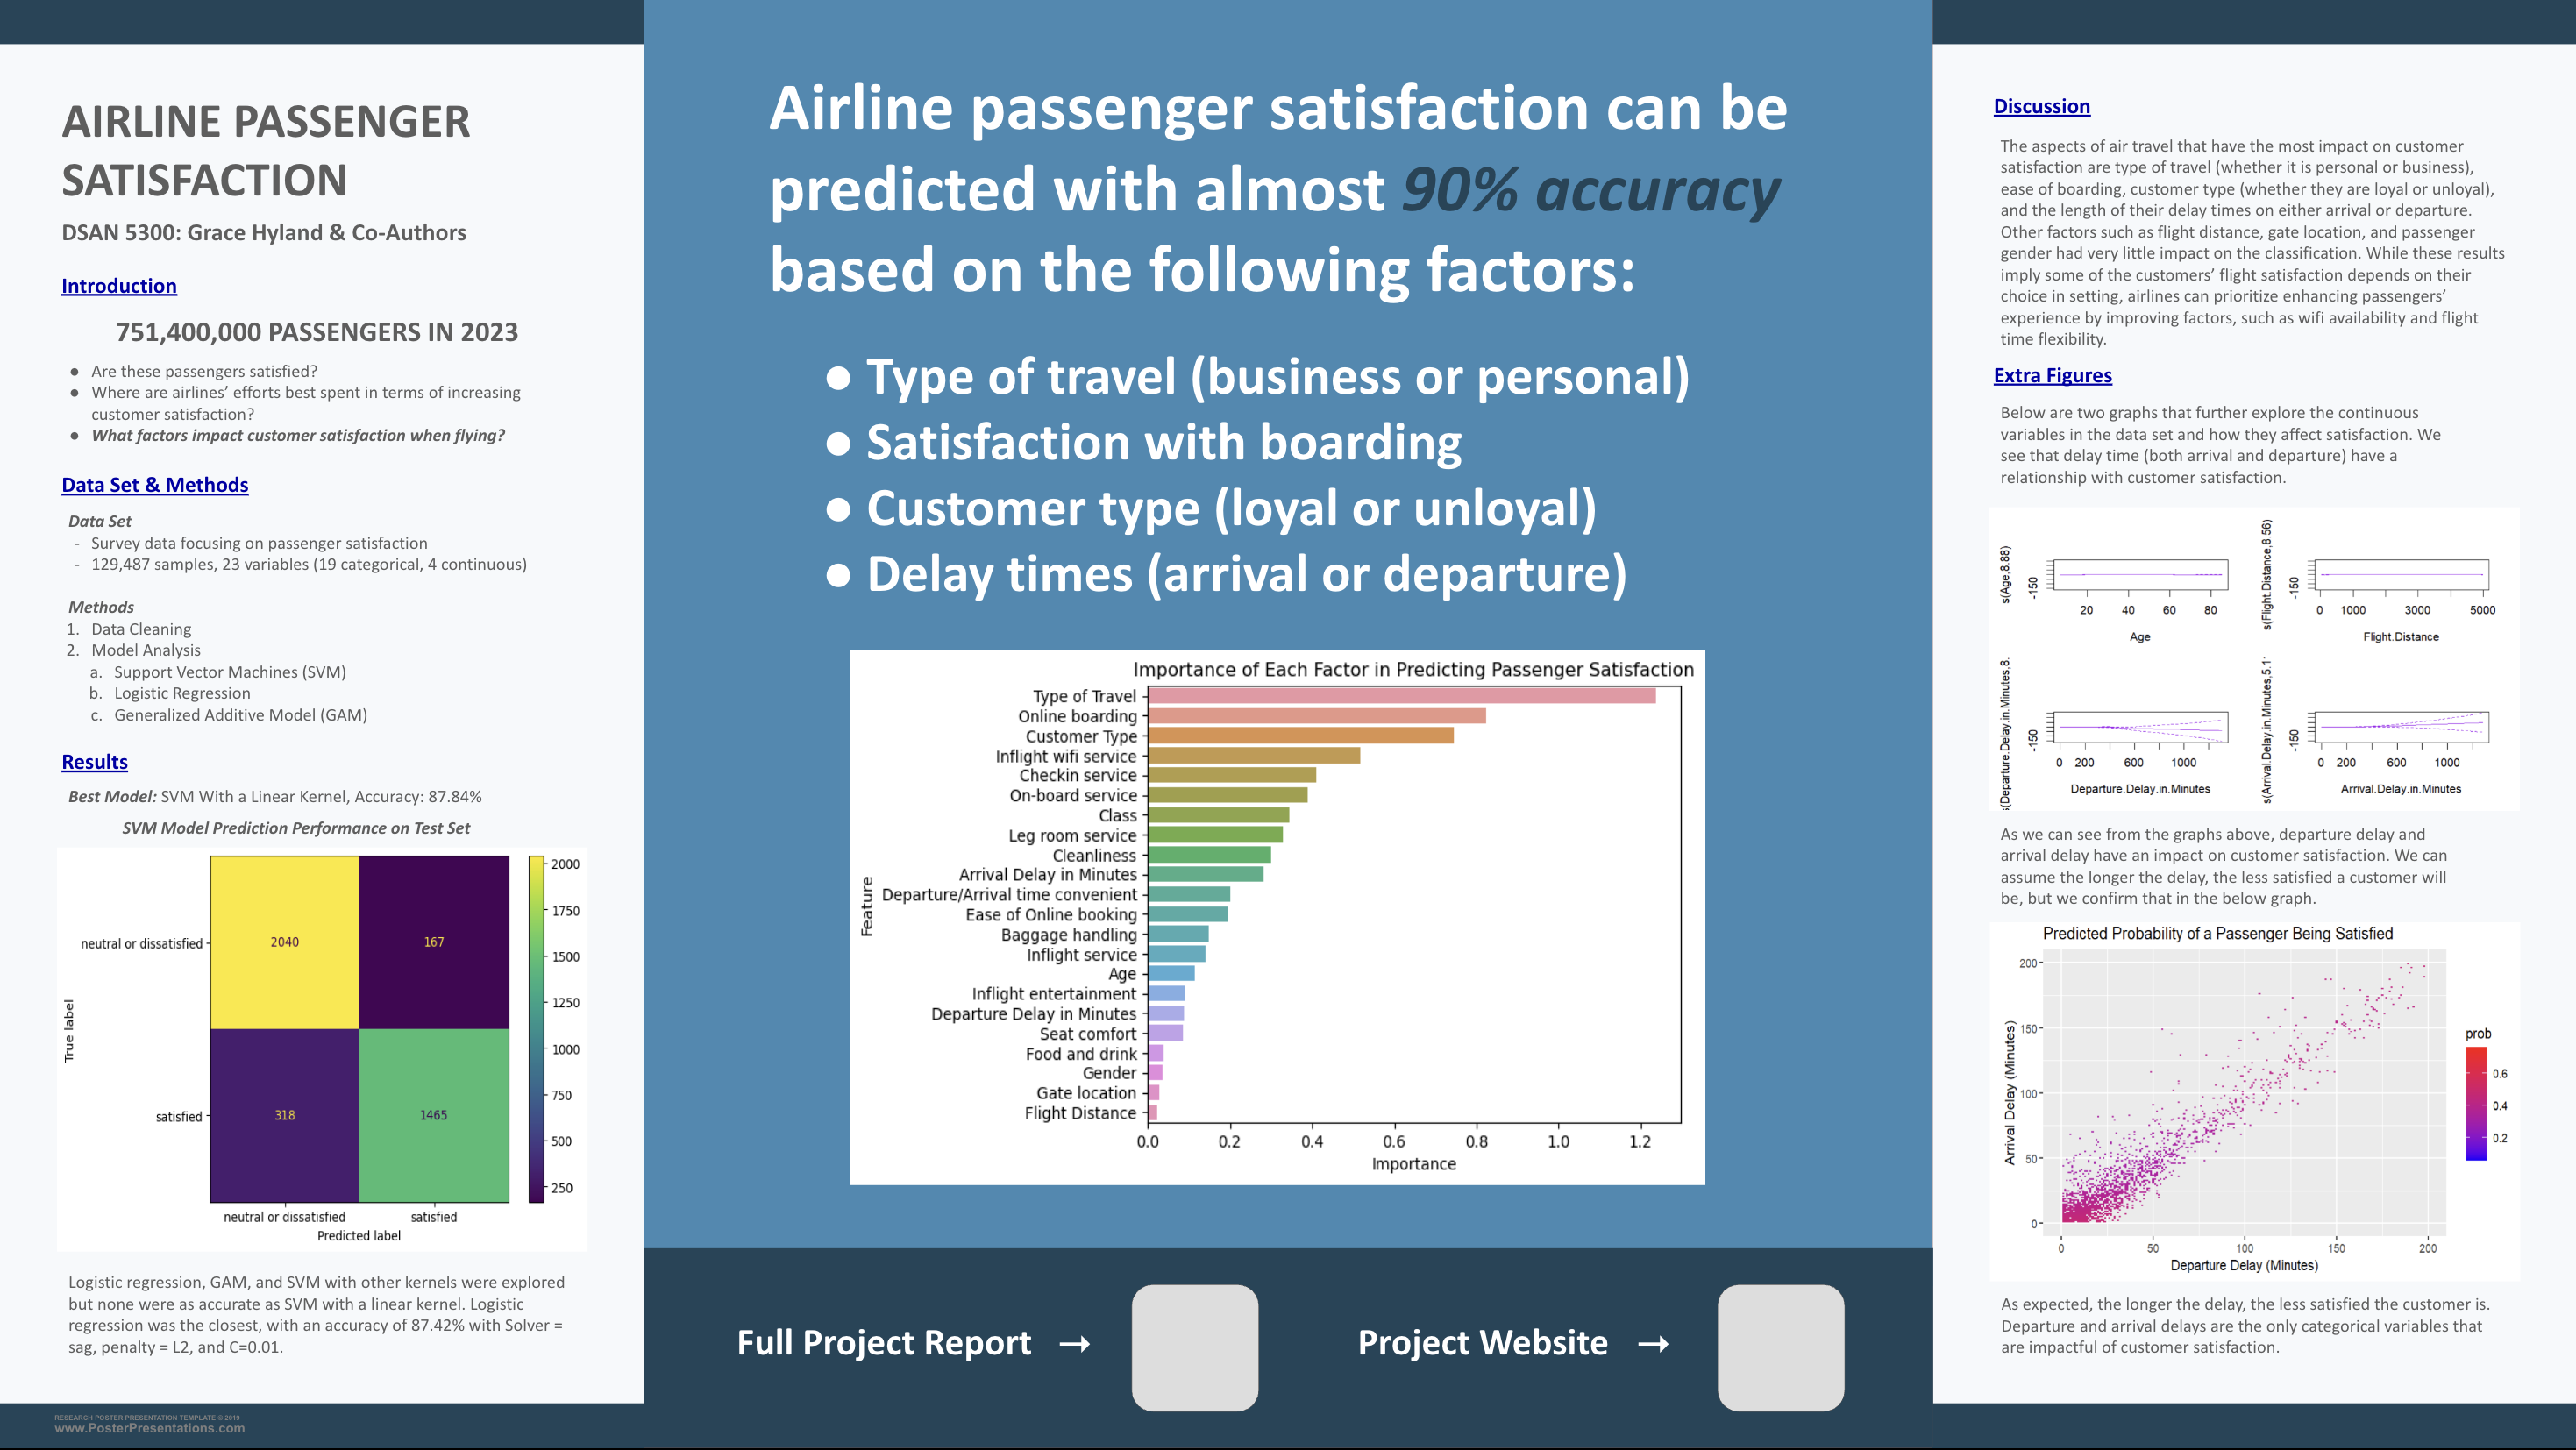 AIRLINE PASSENGER
SATISFACTION
DSAN 5300: Grace Hyland & Co-Authors
Introduction
751,400,000 PASSENGERS IN 2023
● Are these passengers satisfied?
● Where are airlines’ efforts best spent in terms of increasing
customer satisfaction?
● What factors impact customer satisfaction when flying?
Data Set & Methods
Data Set
- Survey data focusing on passenger satisfaction
- 129,487 samples, 23 variables (19 categorical, 4 continuous)
Methods
1. Data Cleaning
2. Model Analysis
a. Support Vector Machines (SVM)
b. Logistic Regression
c. Generalized Additive Model (GAM)
Results
Best Model: SVM With a Linear Kernel, Accuracy: 87.84%
SVM Model Prediction Performance on Test Set
True label
neutral or dissatisfied
satisfied
2040
167
318
1465
neutral or dissatisfied
satisfied
Predicted label
2000
1750
1500
1250
1000
750
500
250
Logistic regression, GAM, and SVM with other kernels were explored
but none were as accurate as SVM with a linear kernel. Logistic
regression was the closest, with an accuracy of 87.42% with Solver =
sag, penalty = L2, and C=0.01.
RESEARCH POSTER PRESENTATION TEMPLATE © 2019
www.PosterPresentations.com
Airline passenger satisfaction can be
predicted with almost 90% accuracy
based on the following factors:
● Type of travel (business or personal)
● Satisfaction with boarding
● Customer type (loyal or unloyal)
● Delay times (arrival or departure)
Importance of Each Factor in Predicting Passenger Satisfaction
Feature
Type of Travel
Online boarding
Customer Type
Inflight wifi service
Checkin service
On-board service
Class
Leg room service
Cleanliness
Arrival Delay in Minutes
Departure/Arrival time convenient
Ease of Online booking
Baggage handling
Inflight service
Age
Inflight entertainment
Departure Delay in Minutes
Seat comfort
Food and drink
Gender
Gate location
Flight Distance
0.0 0.2 0.4 0.6 0.8 1.0 1.2
Importance
Full Project Report →
Project Website →
Discussion
The aspects of air travel that have the most impact on customer
satisfaction are type of travel (whether it is personal or business),
ease of boarding, customer type (whether they are loyal or unloyal),
and the length of their delay times on either arrival or departure.
Other factors such as flight distance, gate location, and passenger
gender had very little impact on the classification. While these results
imply some of the customers’ flight satisfaction depends on their
choice in setting, airlines can prioritize enhancing passengers’
experience by improving factors, such as wifi availability and flight
time flexibility.
Extra Figures
Below are two graphs that further explore the continuous
variables in the data set and how they affect satisfaction. We
see that delay time (both arrival and departure) have a
relationship with customer satisfaction.
s(Age,8.88)
-150
20 40 60 80
Age
s(Flight.Distance,8.56)
-150
0 1000 3000 5000
Flight.Distance
s(Departure.Delay.in.Minutes,8.
-150
0 200 600 1000
Departure.Delay.in.Minutes
s(Arrival.Delay.in.Minutes,5.1
-150
0 200 600 1000
Arrival.Delay.in.Minutes
As we can see from the graphs above, departure delay and
arrival delay have an impact on customer satisfaction. We can
assume the longer the delay, the less satisfied a customer will
be, but we confirm that in the below graph.
Predicted Probability of a Passenger Being Satisfied
Arrival Delay (Minutes)
200
150
100
50
0
0 50 100 150 200
Departure Delay (Minutes)
prob
0.6
0.4
0.2
As expected, the longer the delay, the less satisfied the customer is.
Departure and arrival delays are the only categorical variables that
are impactful of customer satisfaction.